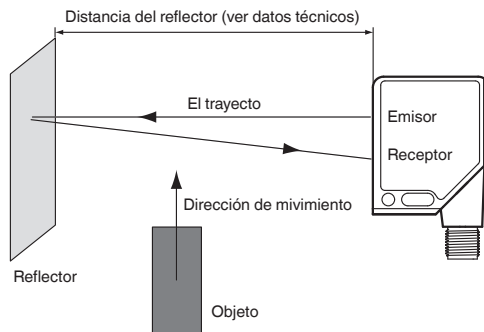 Distancia del reflector (ver datos técnicos)
El trayecto
Emisor
Receptor
Dirección de mivimiento
Reflector
Objeto